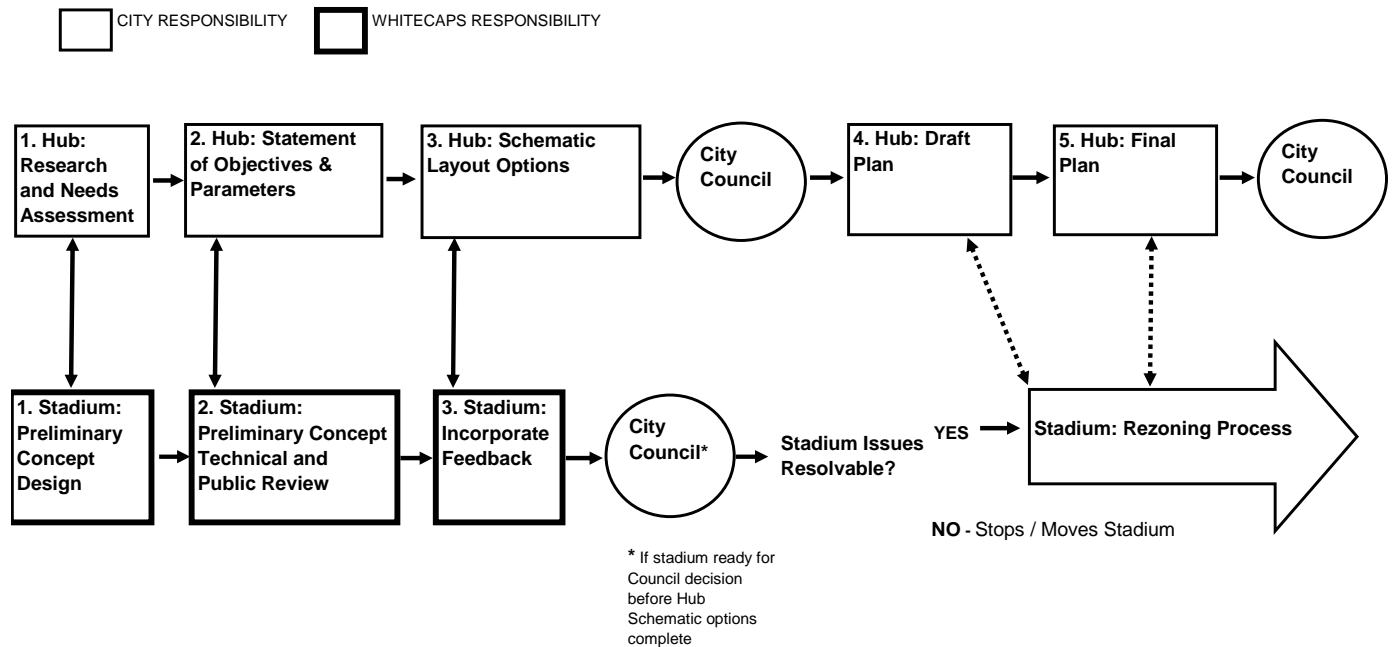 CITY RESPONSIBILITY
WHITECAPS RESPONSIBILITY
1. Hub:
Research
and Needs
Assessment
2. Hub: Statement
of Objectives &
Parameters
3. Hub: Schematic
Layout Options
City
Council
4. Hub: Draft
Plan
5. Hub: Final
Plan
City
Council
1. Stadium:
Preliminary
Concept
Design
2. Stadium:
Preliminary Concept
Technical and
Public Review
3. Stadium:
Incorporate
Feedback
City
Council*
Stadium Issues
Resolvable?
YES
Stadium: Rezoning Process
NO - Stops / Moves Stadium
* If stadium ready for
Council decision
before Hub
Schematic options
complete